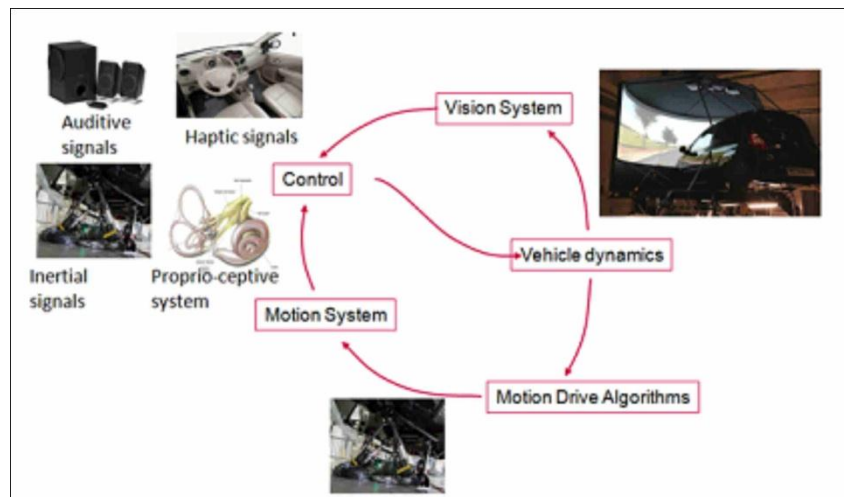 Auditive
signals
Haptic signals
Vision System
Control
Vehicle dynamics
Inertial
signals
Proprio-ceptive
system
Motion System
Motion Drive Algorithms